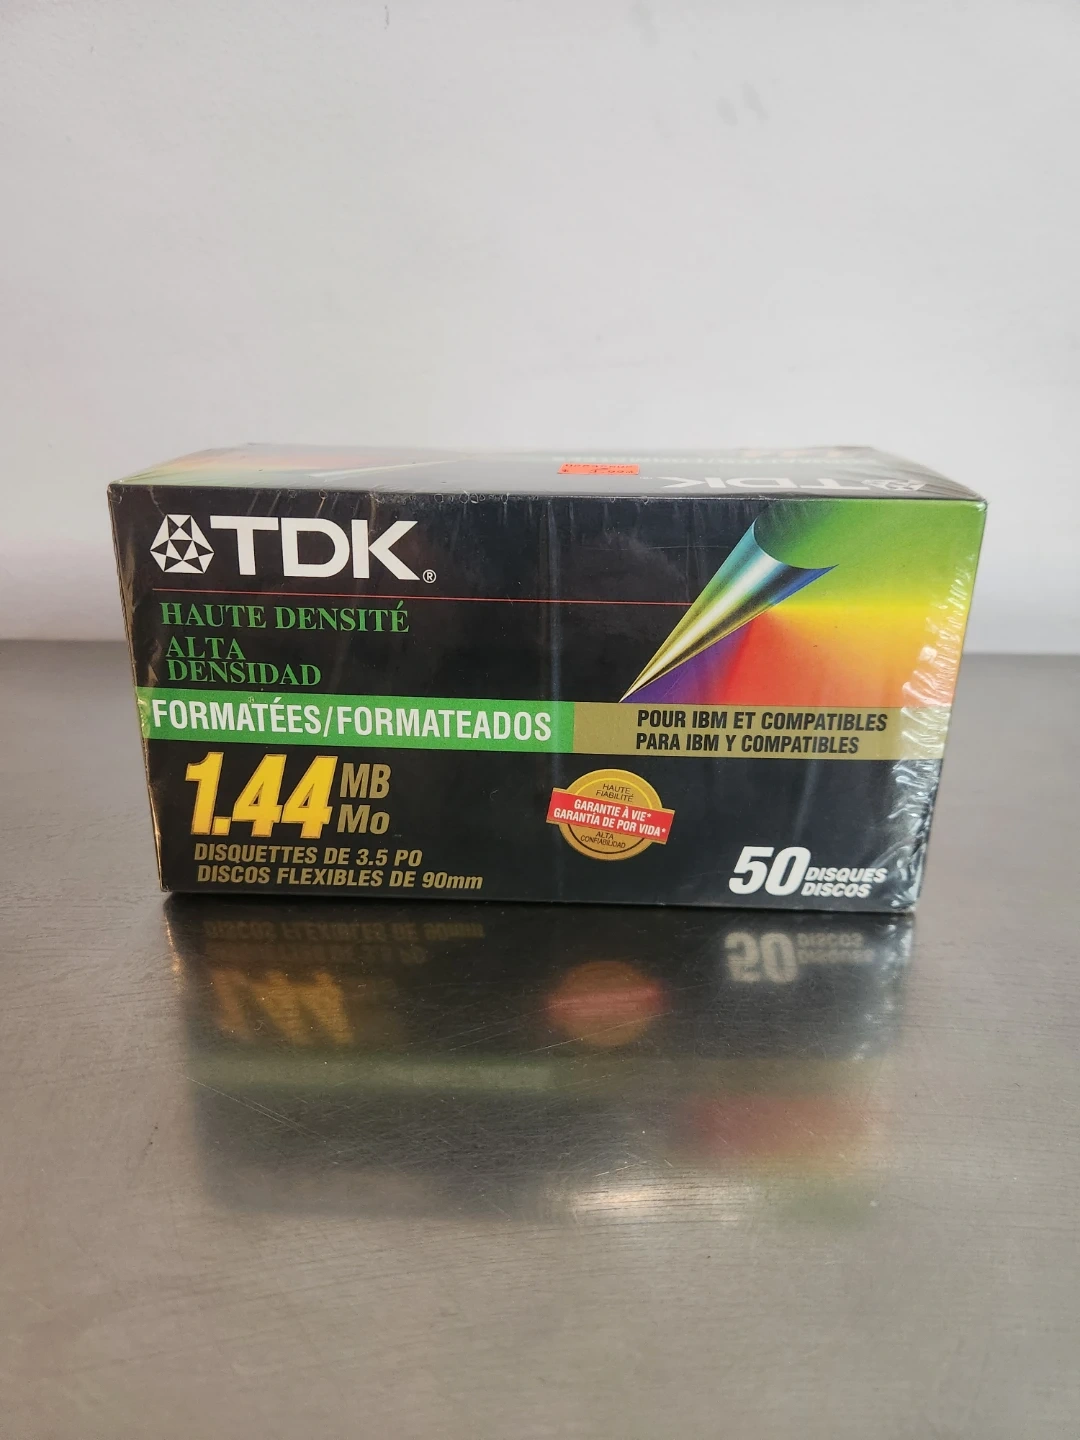 TDK
TDK®
HAUTE DENSITÉ
ALTA
DENSIDAD
FORMATÉES/FORMATEADOS
POUR IBM ET COMPATIBLES
PARA IBM Y COMPATIBLES
1.44 MB
Mo
HAUTE
FIABILITÉ
GARANTIE À VIE*
GARANTÍA DE POR VIDA*
ALTA
CONFIABILIDAD
DISQUETTES DE 3.5 PO
DISCOS FLEXIBLES DE 90mm
50 DISQUES
DISCOS